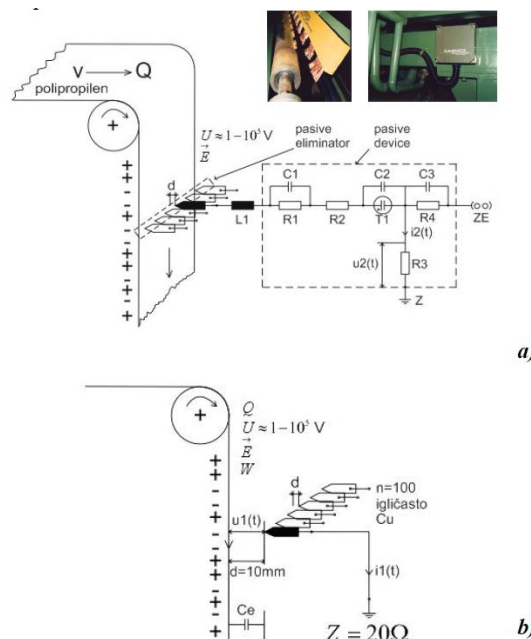 V → Q
polipropilen
+
U ≈ 1-10⁵ V
E
d
pasive
eliminator
pasive
device
C1
C2
C3
L1
R1
R2
T1
R4
ZE
i2(t)
u2(t)
R3
Z
+
+
-
+
-
+
+
-
+
-
+
a)
+
Q
U ≈ 1-10⁵ V
E
W
d
n=100
igličasto
Cu
u1(t)
d=10mm
i1(t)
Ce
Z = 20Ω
b)